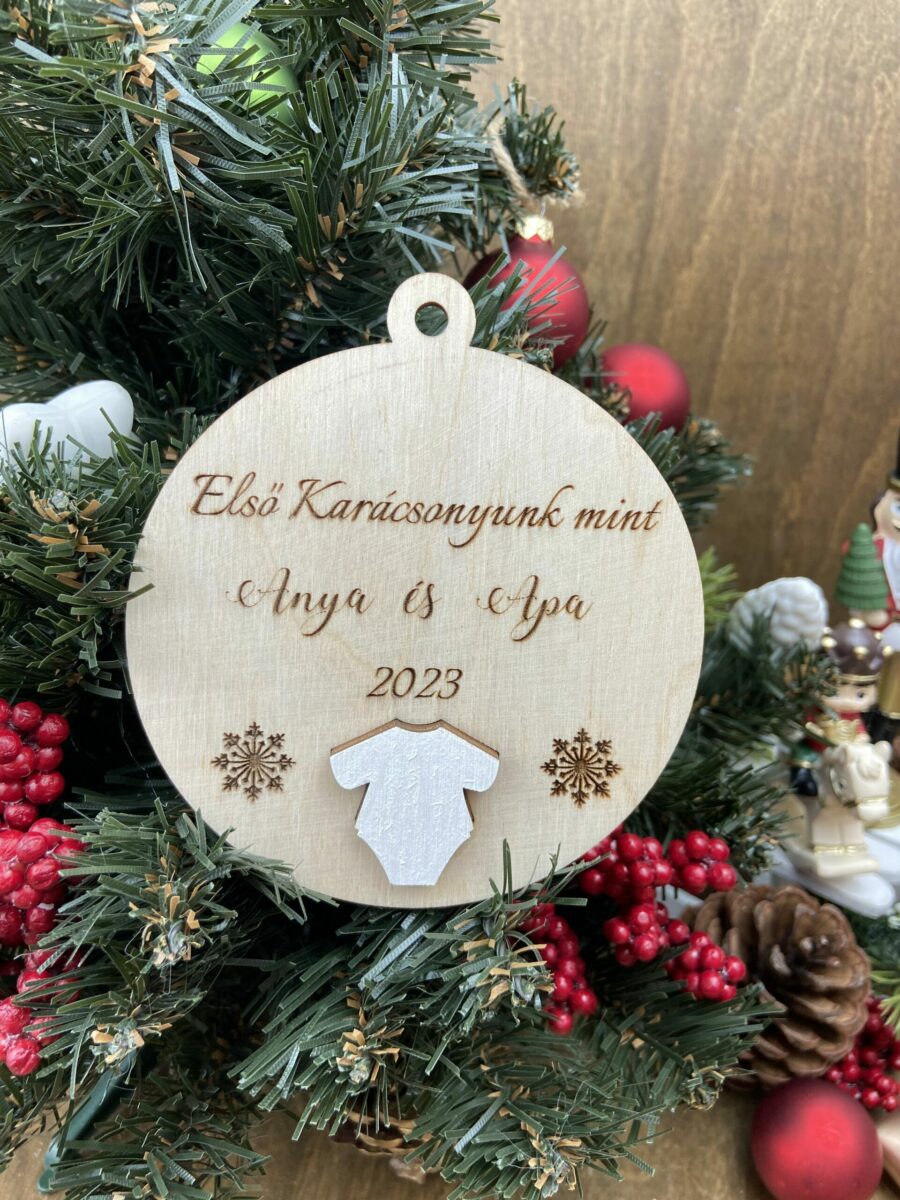 Első Karácsonyunk mint
Anya és Apa
2023